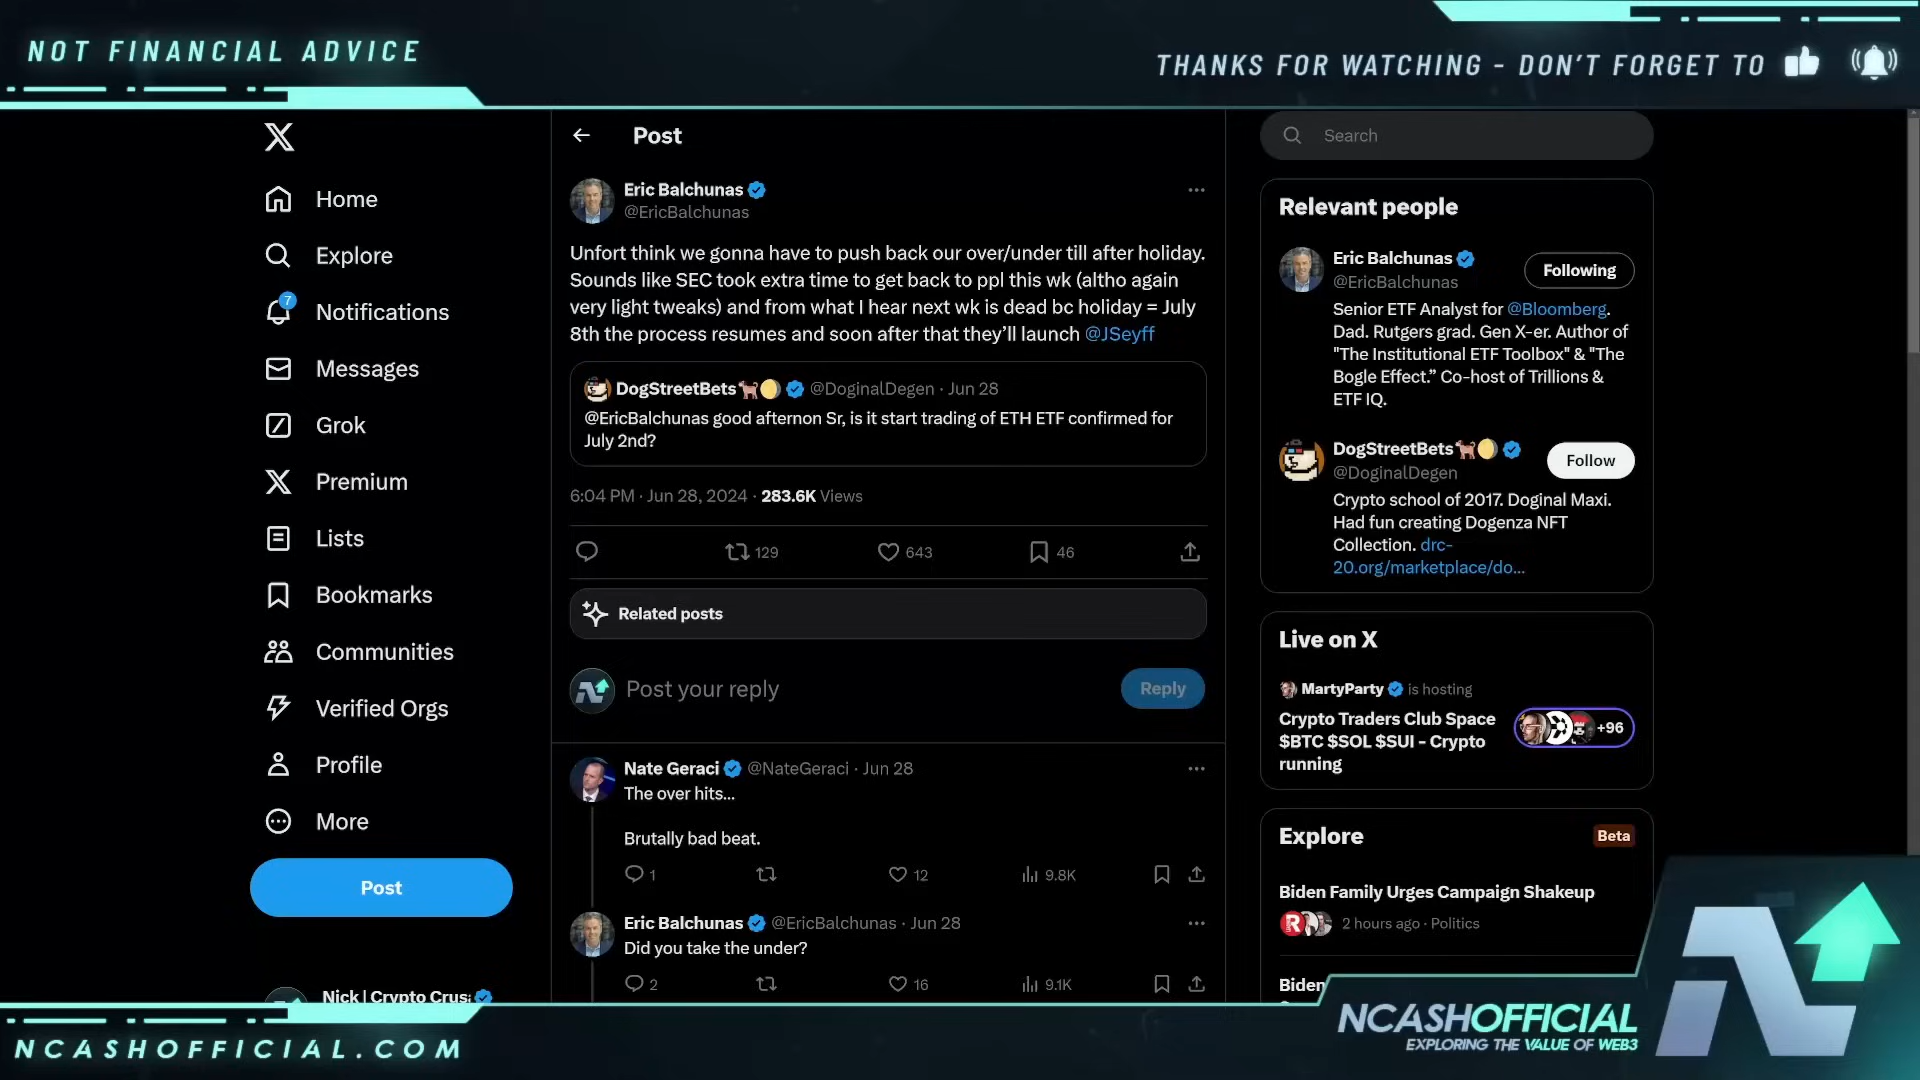 NOT FINANCIAL ADVICE
THANKS FOR WATCHING - DON'T FORGET TO
Home
Explore
7
Notifications
Messages
Grok
Premium
Lists
Bookmarks
Communities
Verified Orgs
Profile
More
Post
Nick | Crypto Crus
Post
Eric Balchunas
@EricBalchunas
Unfort think we gonna have to push back our over/under till after holiday.
Sounds like SEC took extra time to get back to ppl this wk (altho again
very light tweaks) and from what I hear next wk is dead bc holiday = July
8th the process resumes and soon after that they’ll launch @JSeyff
DogStreetBets🐕🌖 @DoginalDegen · Jun 28
@EricBalchunas good afternon Sr, is it start trading of ETH ETF confirmed for
July 2nd?
6:04 PM · Jun 28, 2024 · 283.6K Views
129 643 46
Related posts
Post your reply
Reply
Nate Geraci @NateGeraci · Jun 28
The over hits...
Brutally bad beat.
1 12 9.8K
Eric Balchunas @EricBalchunas · Jun 28
Did you take the under?
2 16 9.1K
Search
Relevant people
Eric Balchunas
@EricBalchunas
Following
Senior ETF Analyst for @Bloomberg.
Dad. Rutgers grad. Gen X-er. Author of
"The Institutional ETF Toolbox" & "The
Bogle Effect.” Co-host of Trillions &
ETF IQ.
DogStreetBets🐕🌖
@DoginalDegen
Follow
Crypto school of 2017. Doginal Maxi.
Had fun creating Dogenza NFT
Collection. drc-
20.org/marketplace/do...
Live on X
MartyParty is hosting
Crypto Traders Club Space
$BTC $SOL $SUI - Crypto
running
+96
Explore
Beta
Biden Family Urges Campaign Shakeup
2 hours ago · Politics
Biden
NCASHOFFICIAL.COM
NCASHOFFICIAL
EXPLORING THE VALUE OF WEB3